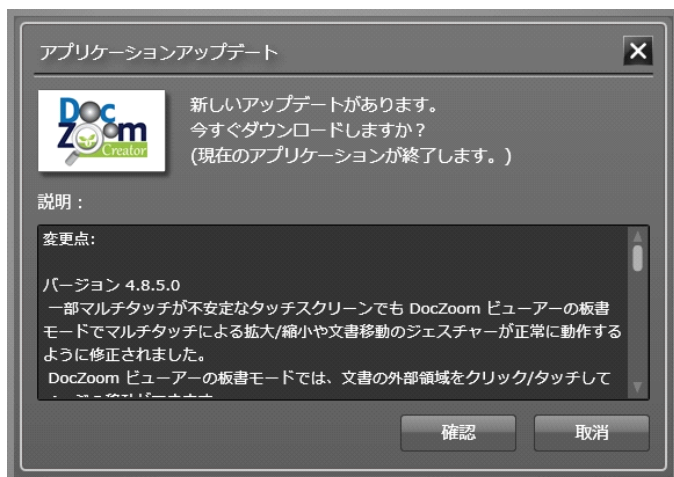 アプリケーションアップデート
Doc
Zoom
Creator
新しいアップデートがあります。
今すぐダウンロードしますか？
(現在のアプリケーションが終了します。)
説明：
変更点:
バージョン 4.8.5.0
一部マルチタッチが不安定なタッチスクリーンでも DocZoom ビューアーの板書
モードでマルチタッチによる拡大/縮小や文書移動のジェスチャーが正常に動作する
ように修正されました。
DocZoom ビューアーの板書モードでは、文書の外部領域をクリック/タッチして
確認
取消